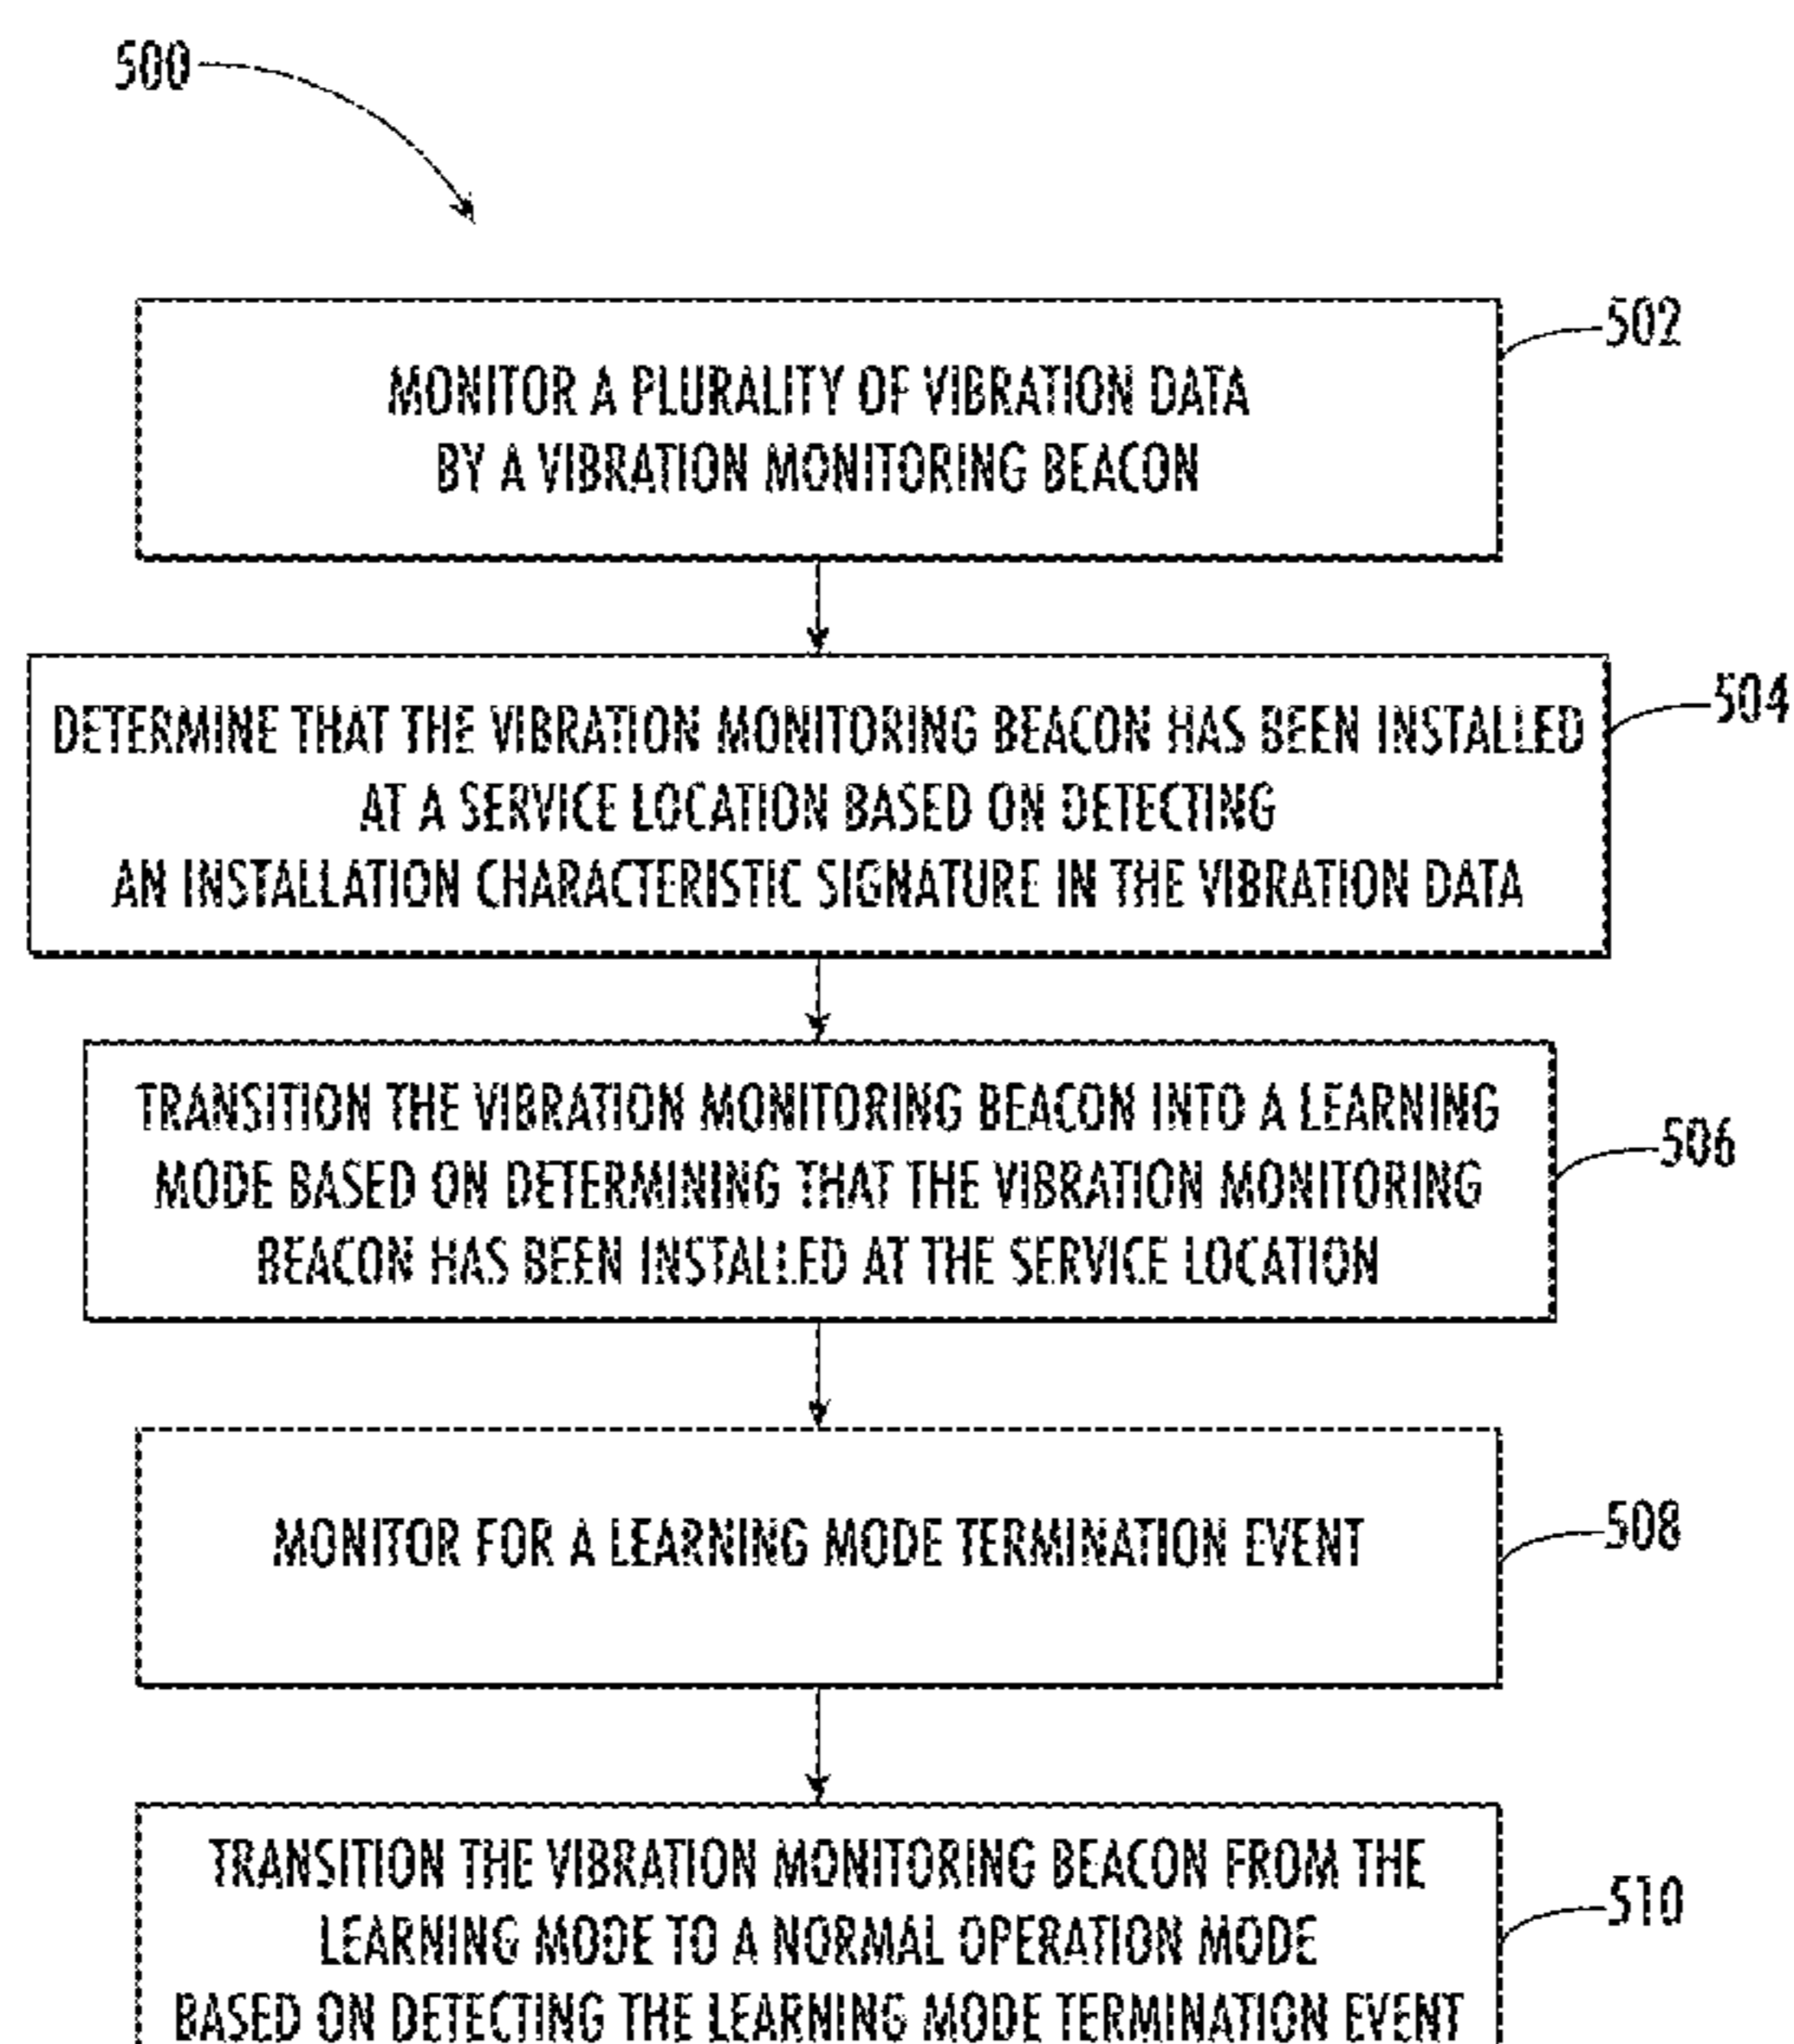 500
502
MONITOR A PLURALITY OF VIBRATION DATA
BY A VIBRATION MONITORING BEACON
504
DETERMINE THAT THE VIBRATION MONITORING BEACON HAS BEEN INSTALLED
AT A SERVICE LOCATION BASED ON DETECTING
AN INSTALLATION CHARACTERISTIC SIGNATURE IN THE VIBRATION DATA
506
TRANSITION THE VIBRATION MONITORING BEACON INTO A LEARNING
MODE BASED ON DETERMINING THAT THE VIBRATION MONITORING
BEACON HAS BEEN INSTALLED AT THE SERVICE LOCATION
508
MONITOR FOR A LEARNING MODE TERMINATION EVENT
510
TRANSITION THE VIBRATION MONITORING BEACON FROM THE
LEARNING MODE TO A NORMAL OPERATION MODE
BASED ON DETECTING THE LEARNING MODE TERMINATION EVENT